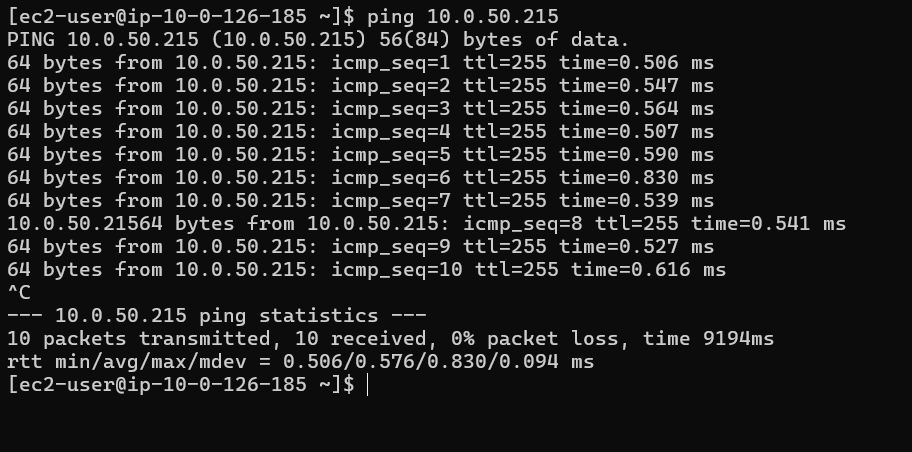 [ec2-user@ip-10-0-126-185 ~]$ ping 10.0.50.215
PING 10.0.50.215 (10.0.50.215) 56(84) bytes of data.
64 bytes from 10.0.50.215: icmp_seq=1 ttl=255 time=0.506 ms
64 bytes from 10.0.50.215: icmp_seq=2 ttl=255 time=0.547 ms
64 bytes from 10.0.50.215: icmp_seq=3 ttl=255 time=0.564 ms
64 bytes from 10.0.50.215: icmp_seq=4 ttl=255 time=0.507 ms
64 bytes from 10.0.50.215: icmp_seq=5 ttl=255 time=0.590 ms
64 bytes from 10.0.50.215: icmp_seq=6 ttl=255 time=0.830 ms
64 bytes from 10.0.50.215: icmp_seq=7 ttl=255 time=0.539 ms
10.0.50.21564 bytes from 10.0.50.215: icmp_seq=8 ttl=255 time=0.541 ms
64 bytes from 10.0.50.215: icmp_seq=9 ttl=255 time=0.527 ms
64 bytes from 10.0.50.215: icmp_seq=10 ttl=255 time=0.616 ms
^C
--- 10.0.50.215 ping statistics ---
10 packets transmitted, 10 received, 0% packet loss, time 9194ms
rtt min/avg/max/mdev = 0.506/0.576/0.830/0.094 ms
[ec2-user@ip-10-0-126-185 ~]$